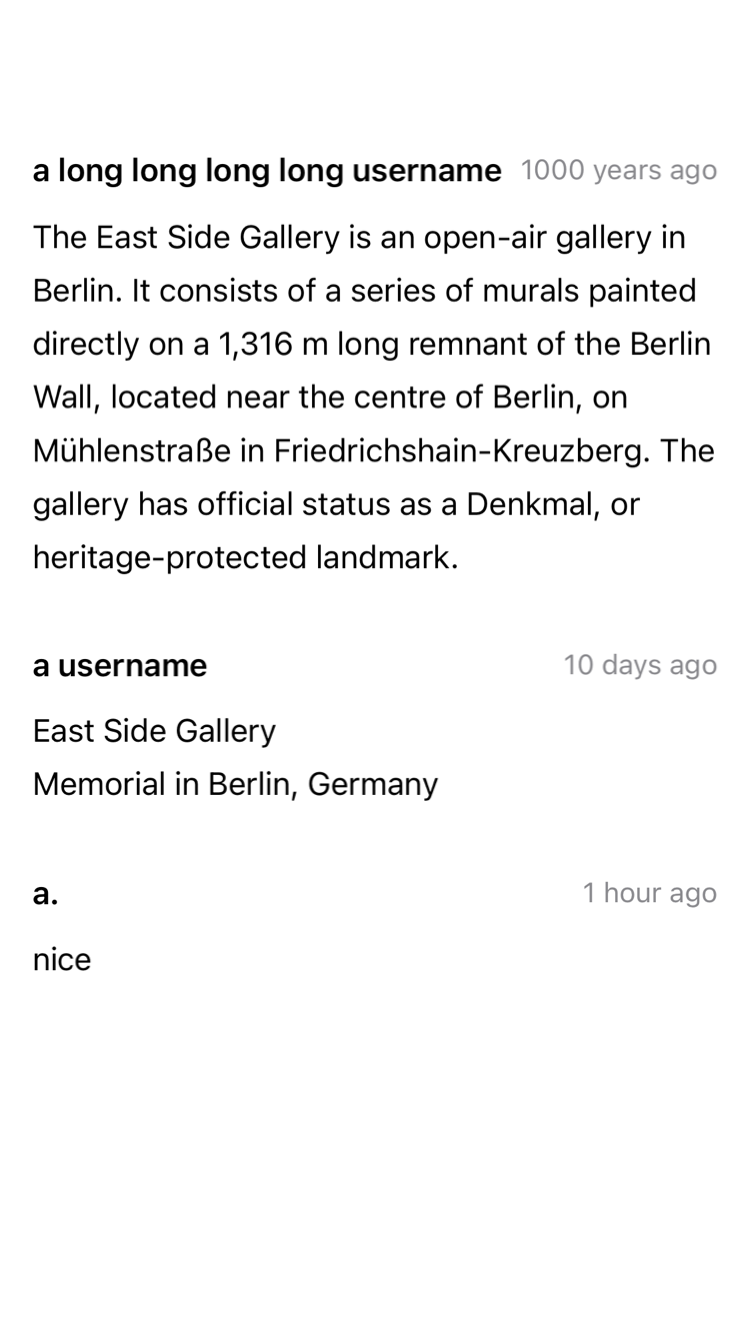 a long long long long username 1000 years ago
The East Side Gallery is an open-air gallery in
Berlin. It consists of a series of murals painted
directly on a 1,316 m long remnant of the Berlin
Wall, located near the centre of Berlin, on
Mühlenstraße in Friedrichshain-Kreuzberg. The
gallery has official status as a Denkmal, or
heritage-protected landmark.
a username 10 days ago
East Side Gallery
Memorial in Berlin, Germany
a. 1 hour ago
nice